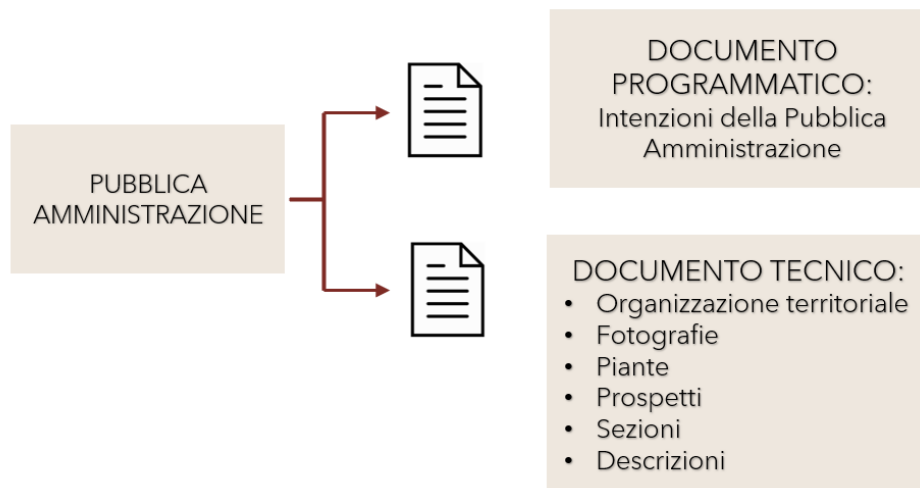 PUBBLICA
AMMINISTRAZIONE
DOCUMENTO
PROGRAMMATICO:
Intenzioni della Pubblica
Amministrazione
DOCUMENTO TECNICO:
• Organizzazione territoriale
• Fotografie
• Piante
• Prospetti
• Sezioni
• Descrizioni